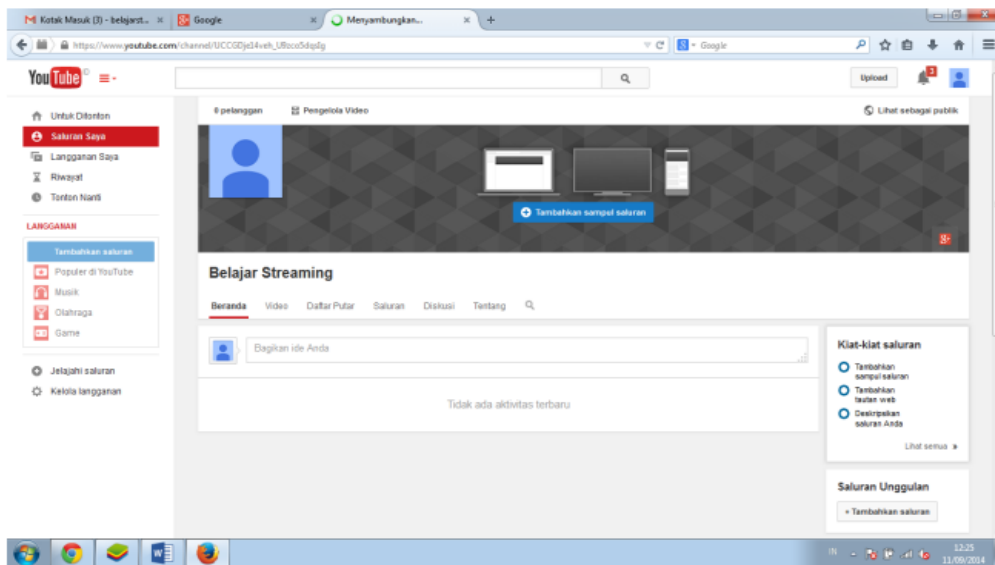 Kotak Masuk (3) - belajarst...
Google
Menyambungkan...
https://www.youtube.com/channel/
Google
YouTube ID
Upload
3
Untuk Ditonton
Saluran Saya
Langganan Saya
Riwayat
Tonton Nanti
LANGGANAN
Tambahkan saluran
Populer di YouTube
Musik
Olahraga
Game
Jelajahi saluran
Kelola langganan
0 pelanggan
Pengelola Video
Lihat sebagai publik
Tambahkan sampul saluran
Belajar Streaming
Beranda Video Daftar Putar Saluran Diskusi Tentang
Bagikan ide Anda
Tidak ada aktivitas terbaru
Kiat-kiat saluran
Tambahkan
sampul saluran
Tambahkan
tautan web
Deskripsikan
saluran Anda
Lihat semua »
Saluran Unggulan
+ Tambahkan saluran
IN
12:25
11/09/2014